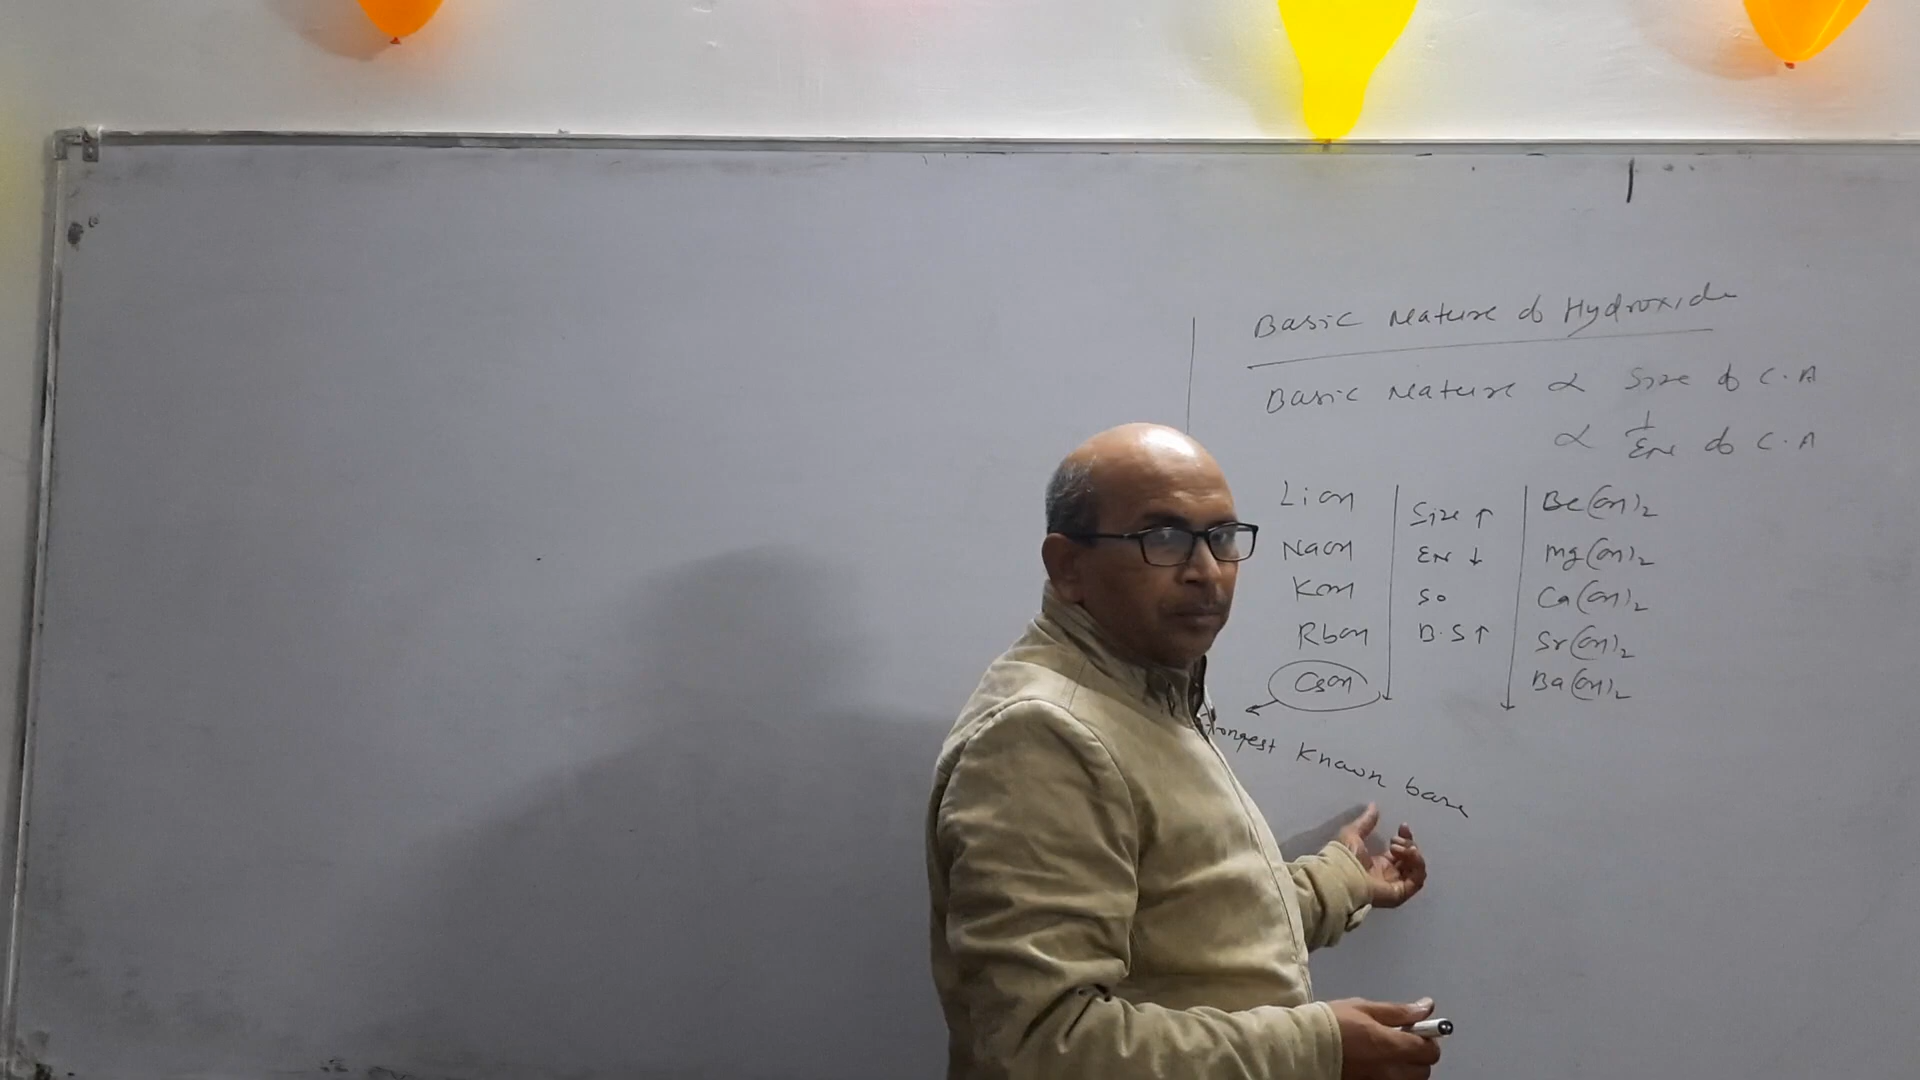 Basic Nature of Hydroxide
Basic Nature ∝ Size of C.A
∝ 1/EN of C.A
LiOH
NaOH
KOH
RbOH
CsOH
Size ↑
EN ↓
So
B.S ↑
Be(OH)2
Mg(OH)2
Ca(OH)2
Sr(OH)2
Ba(OH)2
Strongest Known base